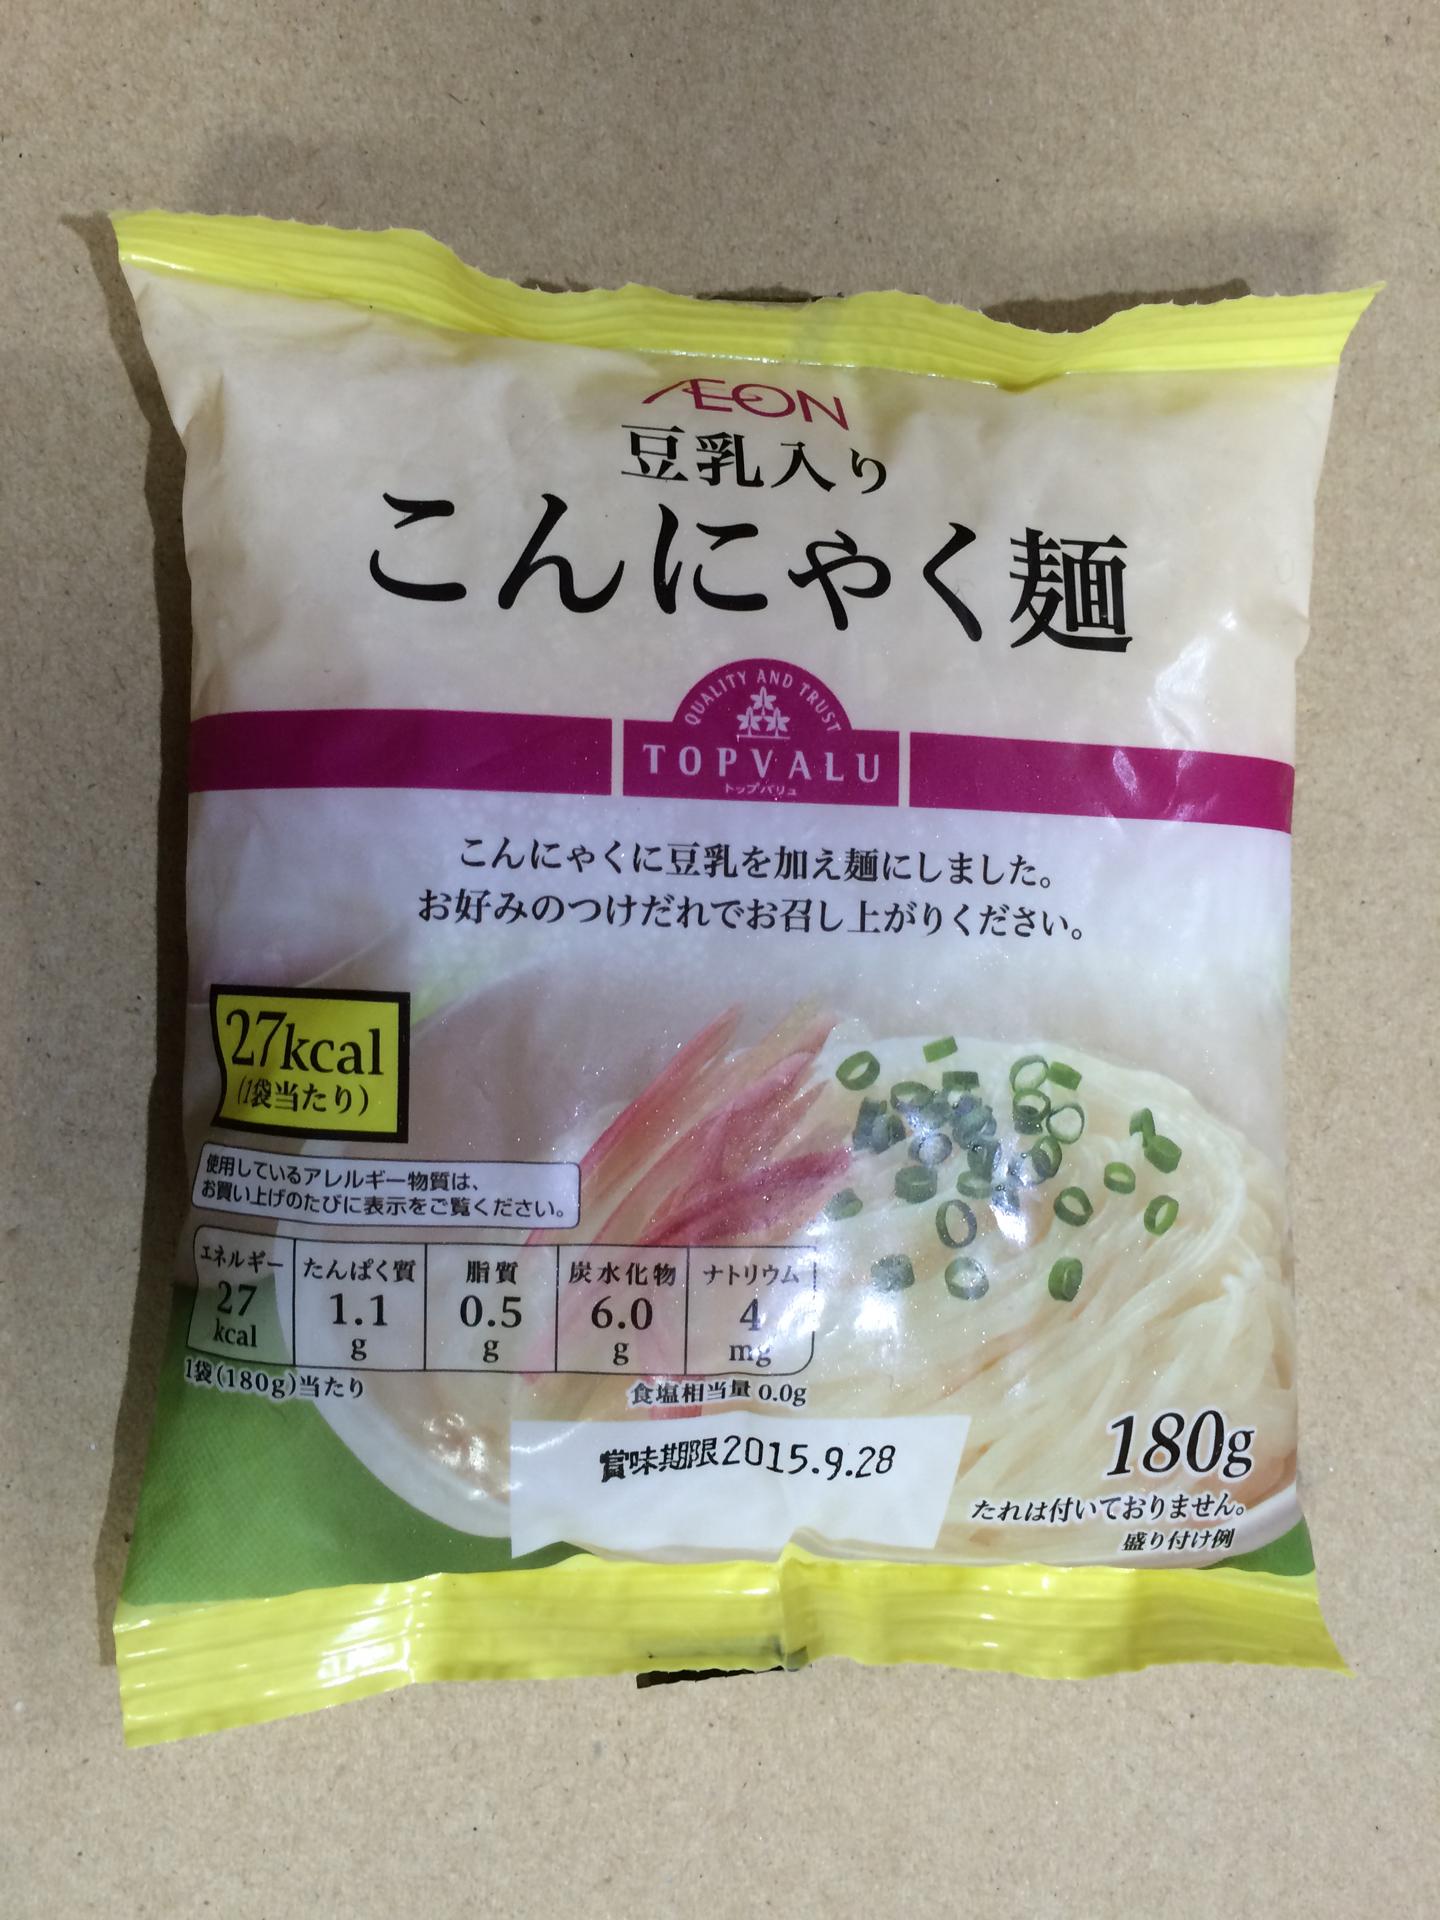 ÆON
豆乳入り
こんにゃく麺
QUALITY AND TRUST
TOPVALU
トップバリュ
こんにゃくに豆乳を加え麺にしました。
お好みのつけだれでお召し上がりください。
27kcal
(1袋当たり)
使用しているアレルギー物質は、
お買い上げのたびに表示をご覧ください。
エネルギー たんぱく質 脂質 炭水化物 ナトリウム
27 1.1 0.5 6.0 4
kcal g g g mg
1袋(180g)当たり 食塩相当量 0.0g
賞味期限2015.9.28
180g
たれは付いておりません。
盛り付け例